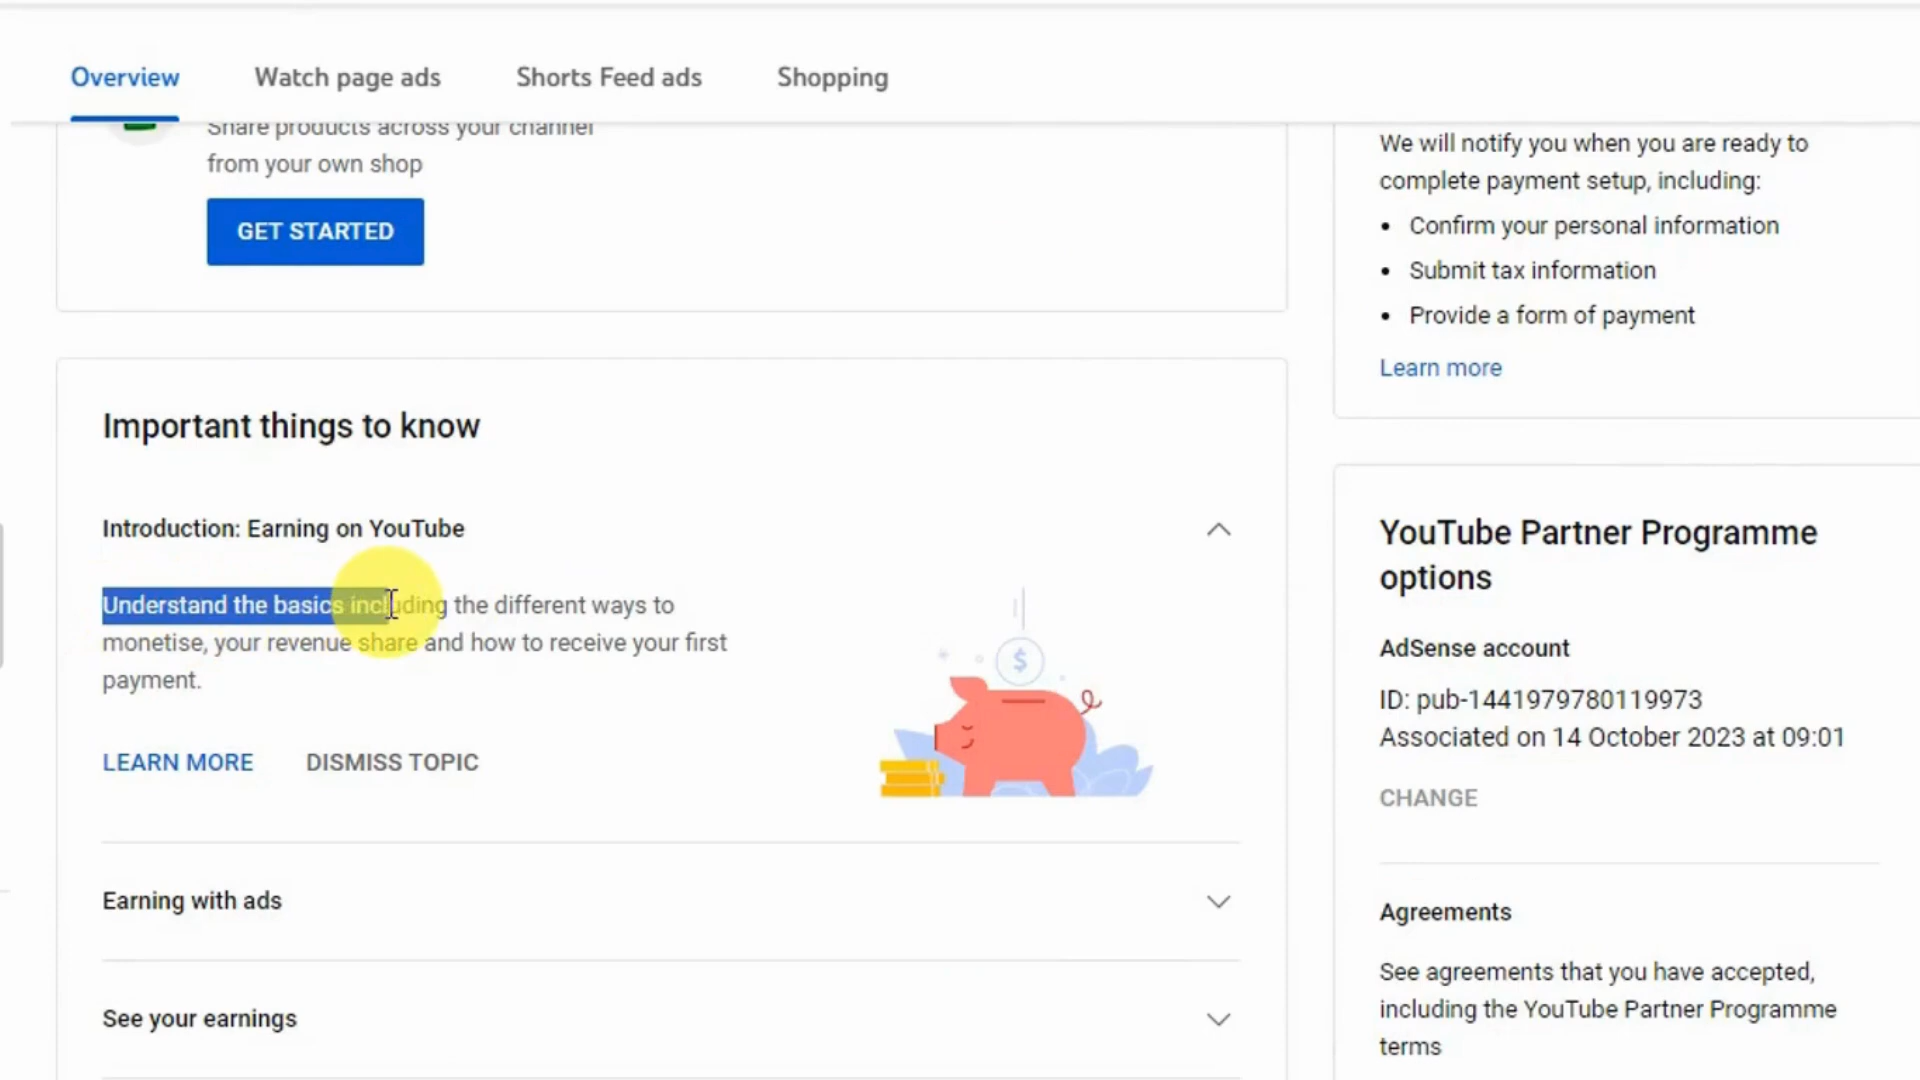 Overview
Watch page ads
Shorts Feed ads
Shopping
Share products across your channel
from your own shop
GET STARTED
Important things to know
Introduction: Earning on YouTube
Understand the basics including the different ways to
monetise, your revenue share and how to receive your first
payment.
LEARN MORE
DISMISS TOPIC
$
Earning with ads
See your earnings
We will notify you when you are ready to
complete payment setup, including:
• Confirm your personal information
• Submit tax information
• Provide a form of payment
Learn more
YouTube Partner Programme
options
AdSense account
ID: pub-1441979780119973
Associated on 14 October 2023 at 09:01
CHANGE
Agreements
See agreements that you have accepted,
including the YouTube Partner Programme
terms